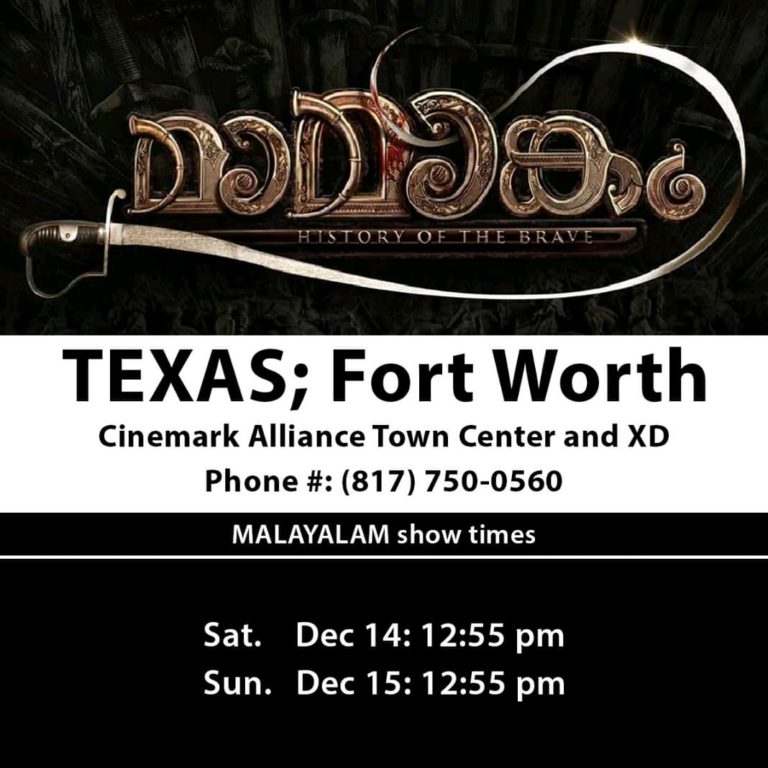 മാമാങ്കം
HISTORY OF THE BRAVE
TEXAS; Fort Worth
Cinemark Alliance Town Center and XD
Phone #: (817) 750-0560
MALAYALAM show times
Sat. Dec 14: 12:55 pm
Sun. Dec 15: 12:55 pm